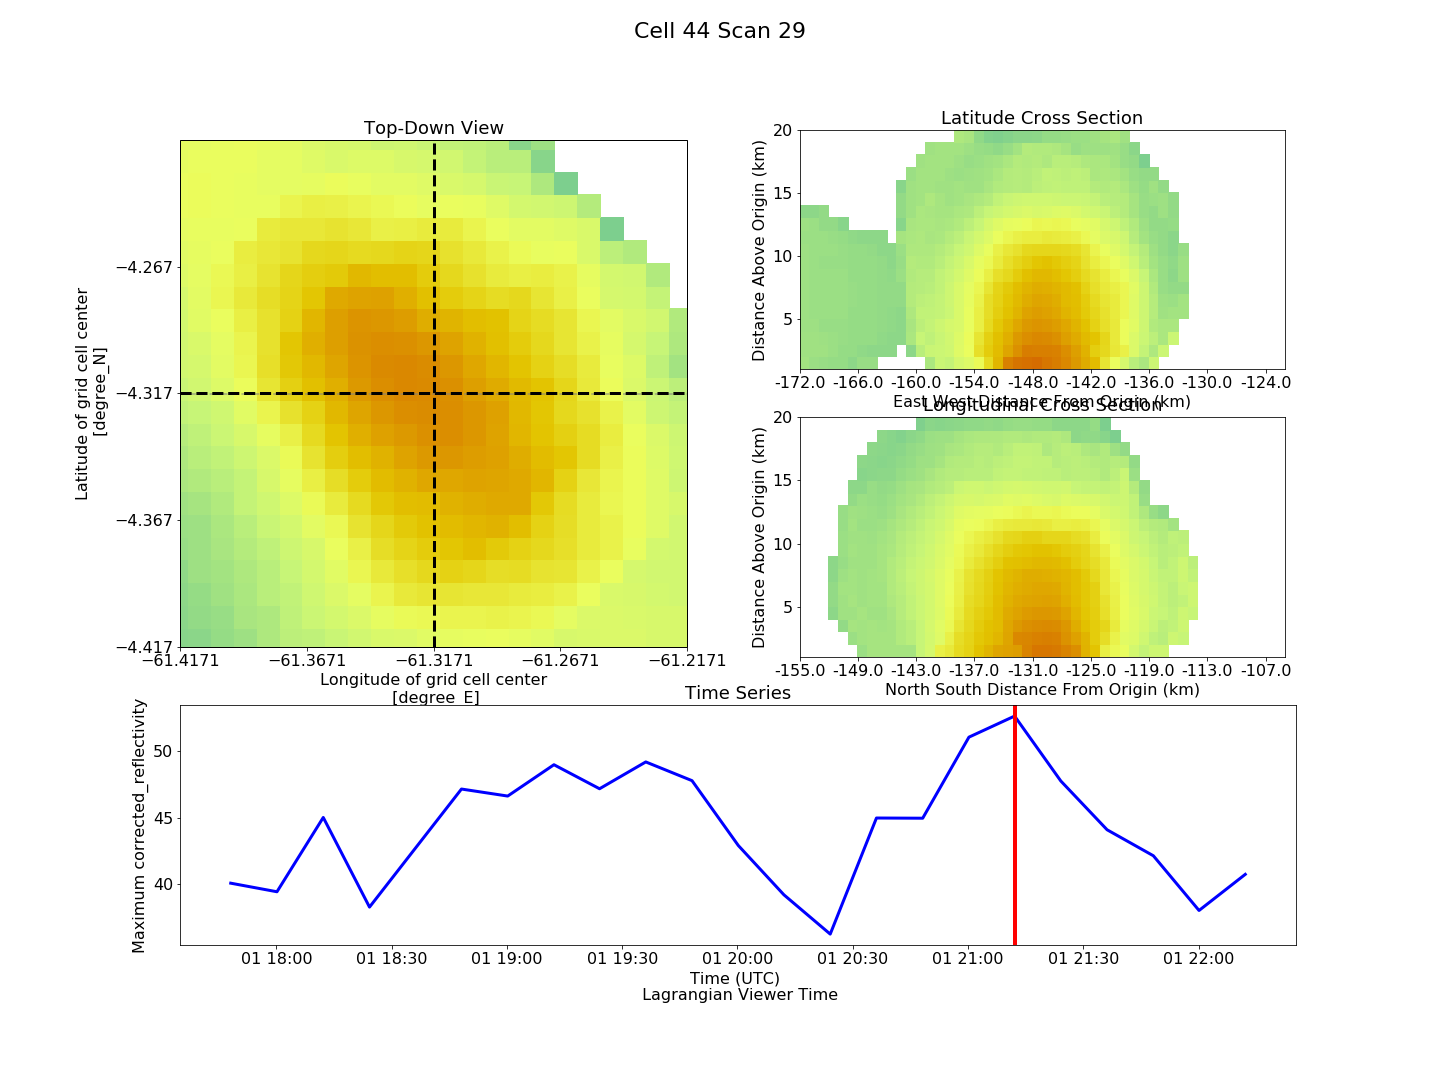 Cell 44 Scan 29
Top-Down View
−4.267
−4.317
−4.367
−4.417
Latitude of grid cell center
[degree_N]
−61.4171 −61.3671 −61.3171 −61.2671 −61.2171
Longitude of grid cell center
[degree_E]
Latitude Cross Section
20
15
10
5
Distance Above Origin (km)
-172.0 -166.0 -160.0 -154.0 -148.0 -142.0 -136.0 -130.0 -124.0
East West Distance From Origin (km)
Longitudinal Cross Section
20
15
10
5
Distance Above Origin (km)
-155.0 -149.0 -143.0 -137.0 -131.0 -125.0 -119.0 -113.0 -107.0
North South Distance From Origin (km)
Time Series
50
45
40
Maximum corrected_reflectivity
01 18:00 01 18:30 01 19:00 01 19:30 01 20:00 01 20:30 01 21:00 01 21:30 01 22:00
Time (UTC)
Lagrangian Viewer Time